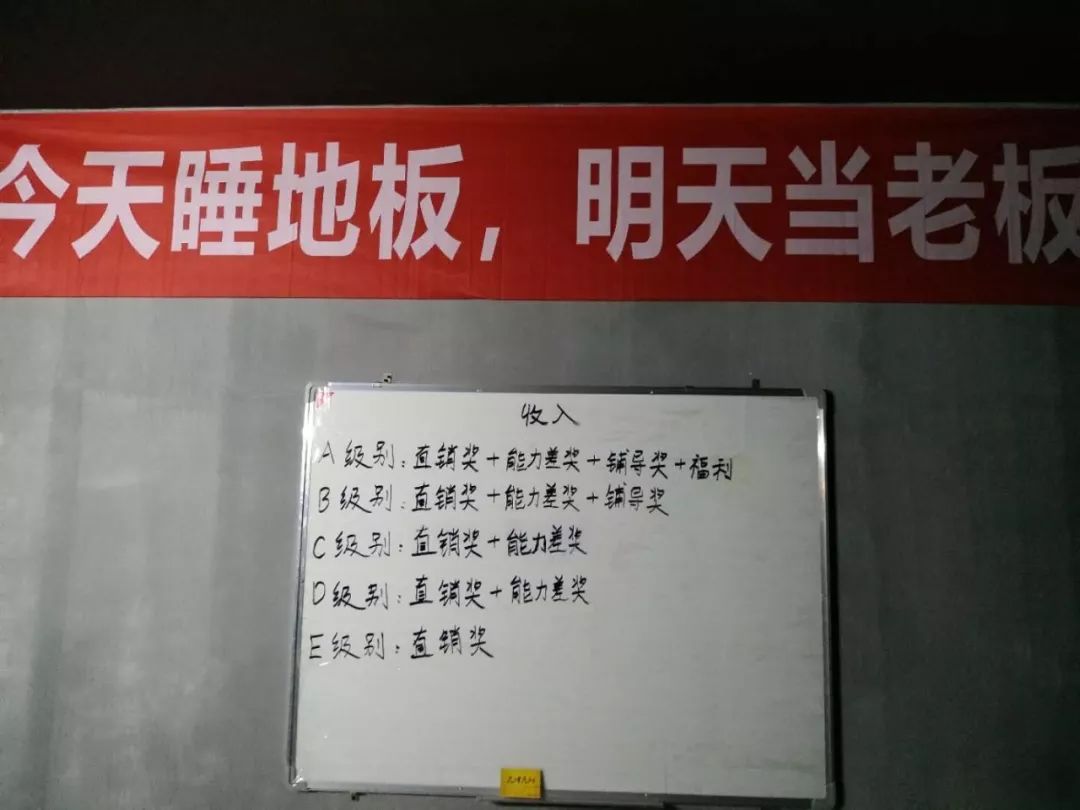 今天睡地板，明天当老板
收入
A级别：直销奖+能力差奖+辅导奖+福利
B级别：直销奖+能力差奖+辅导奖
C级别：直销奖+能力差奖
D级别：直销奖+能力差奖
E级别：直销奖